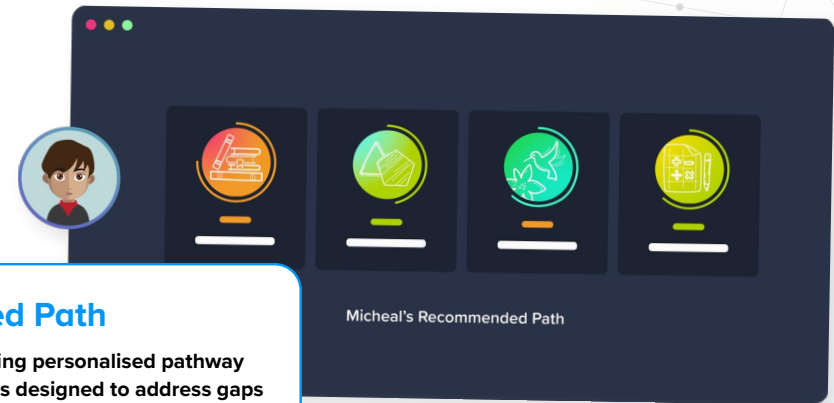 Micheal's Recommended Path
ed Path
ing personalised pathway
s designed to address gaps